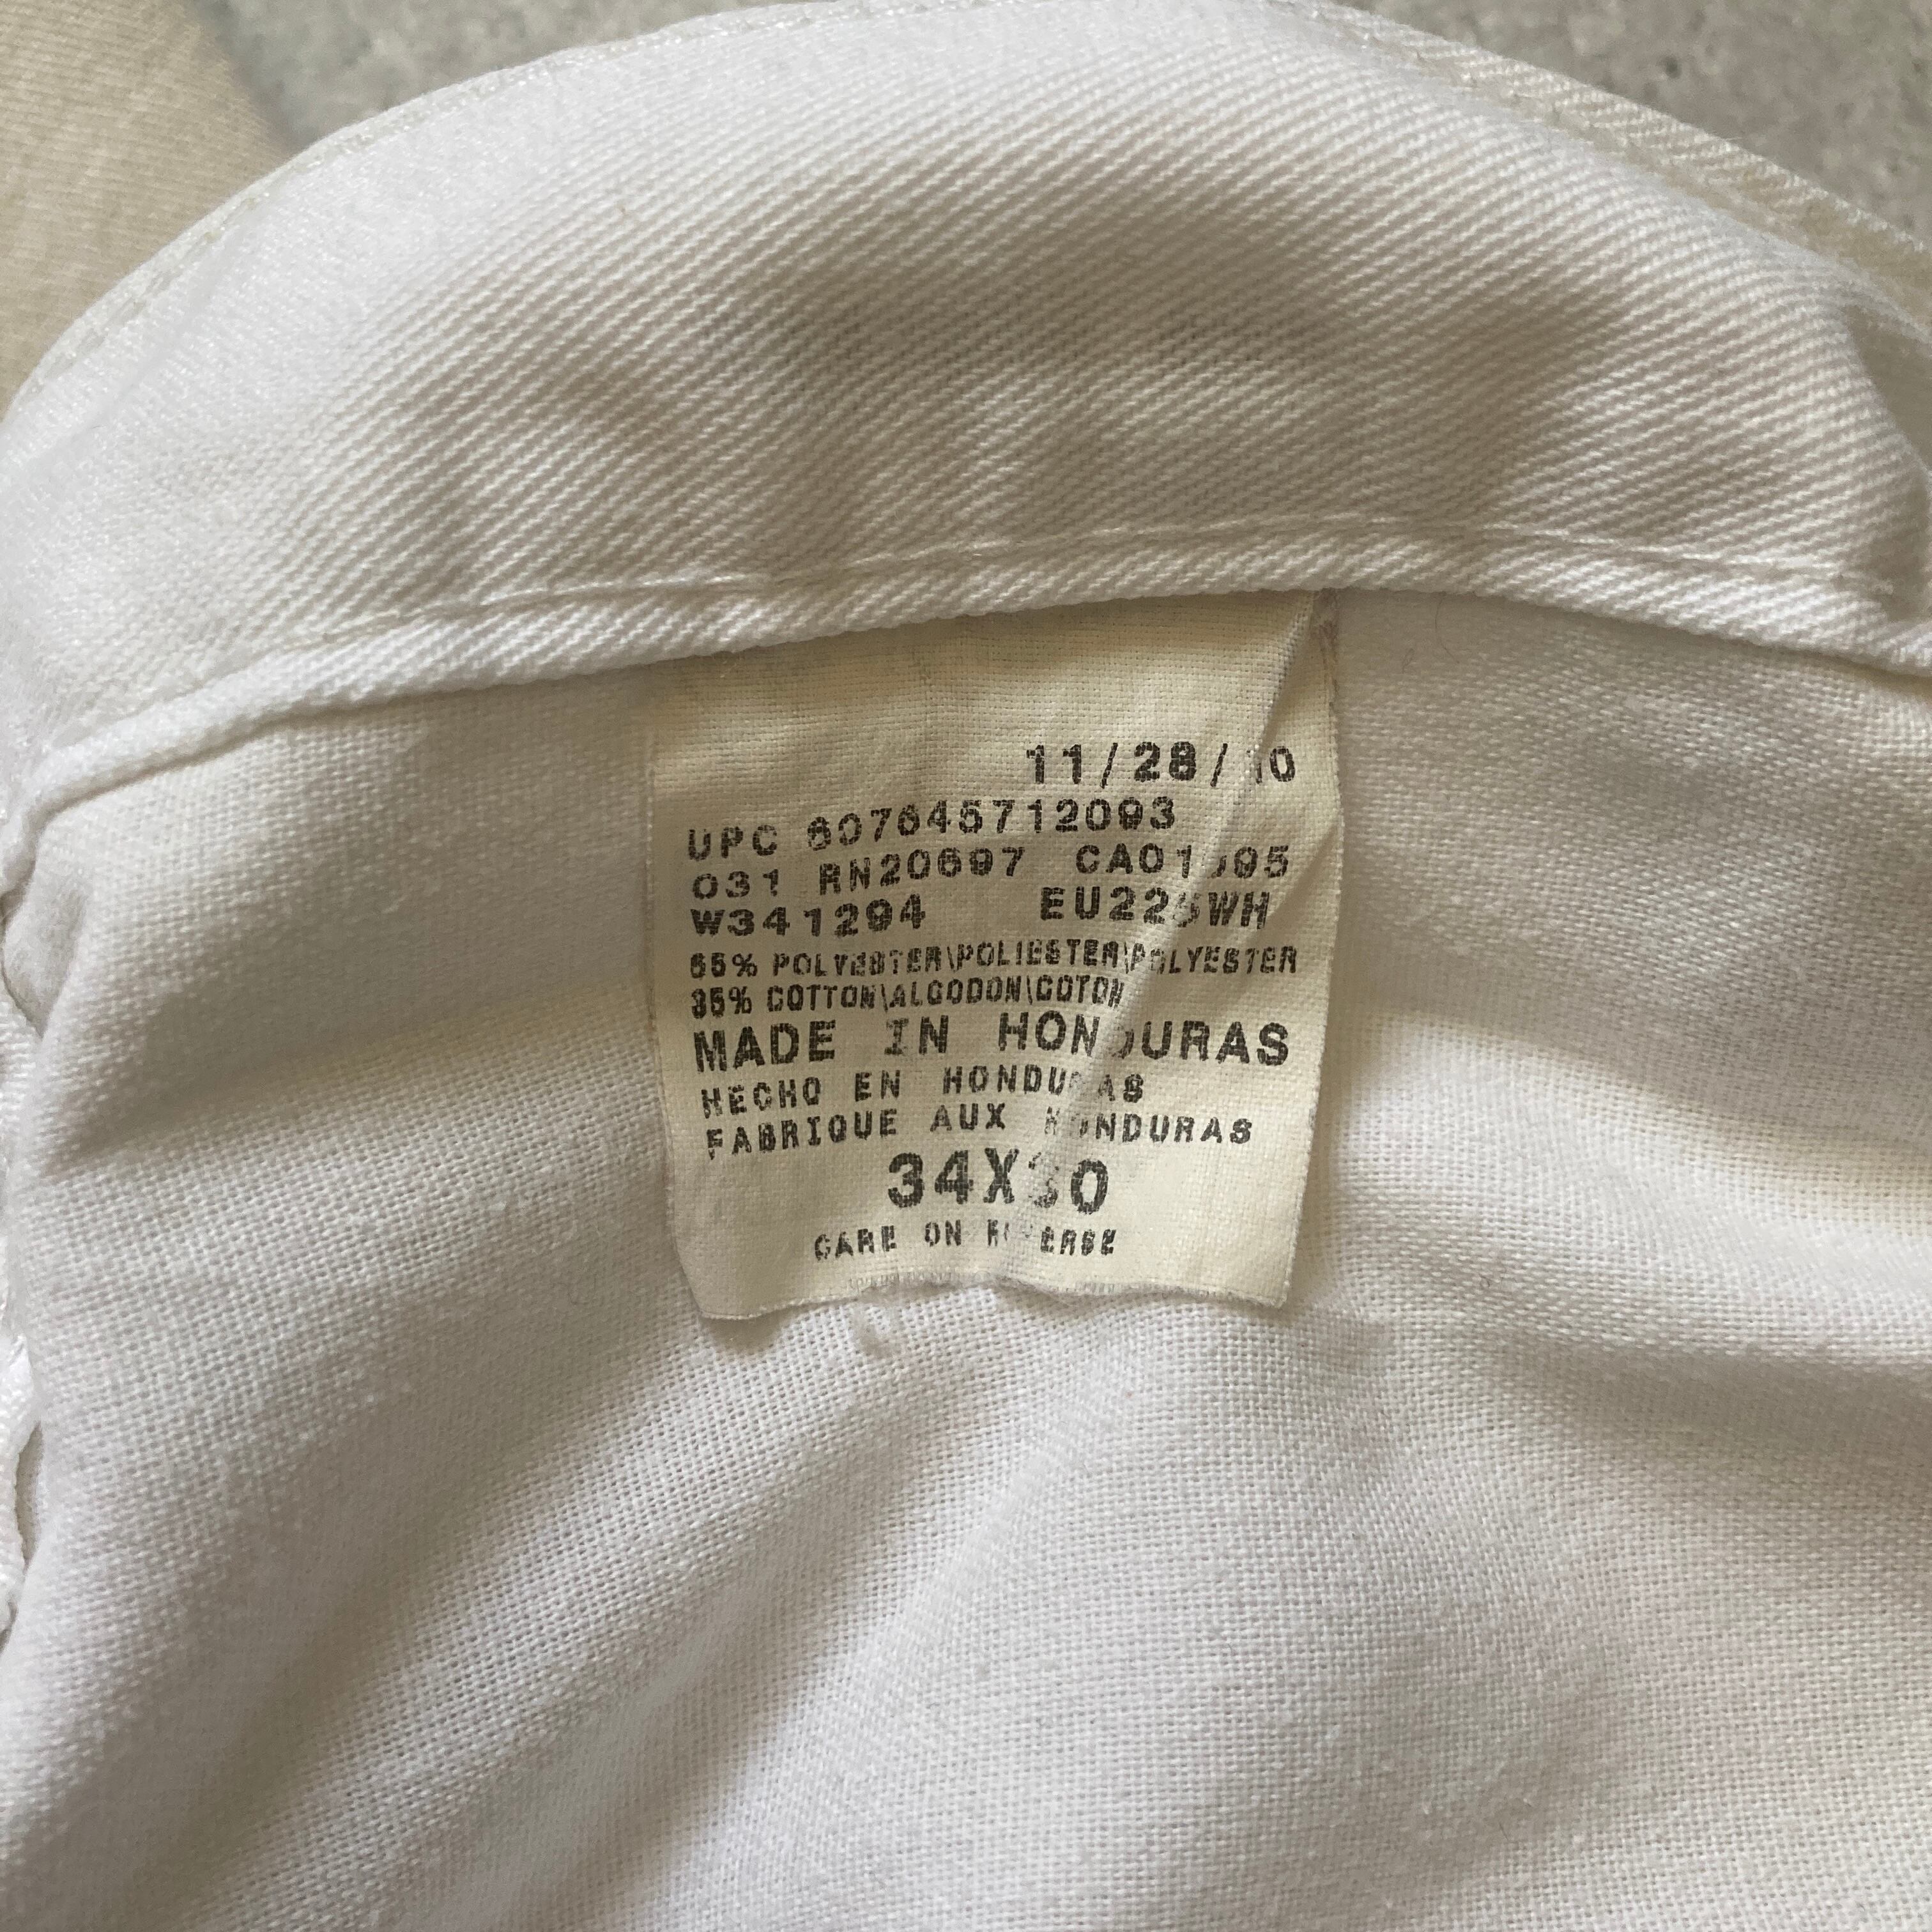 11/28/10
UPC 607645712093
031 RN20697
W341294 EU225WH
65% POLYESTER\POLIESTER\POLYESTER
35% COTTON\ALGODON\COTON
MADE IN HONDURAS
HECHO EN HONDURAS
FABRIQUE AUX HONDURAS
34X30
CARE ON REVERSE